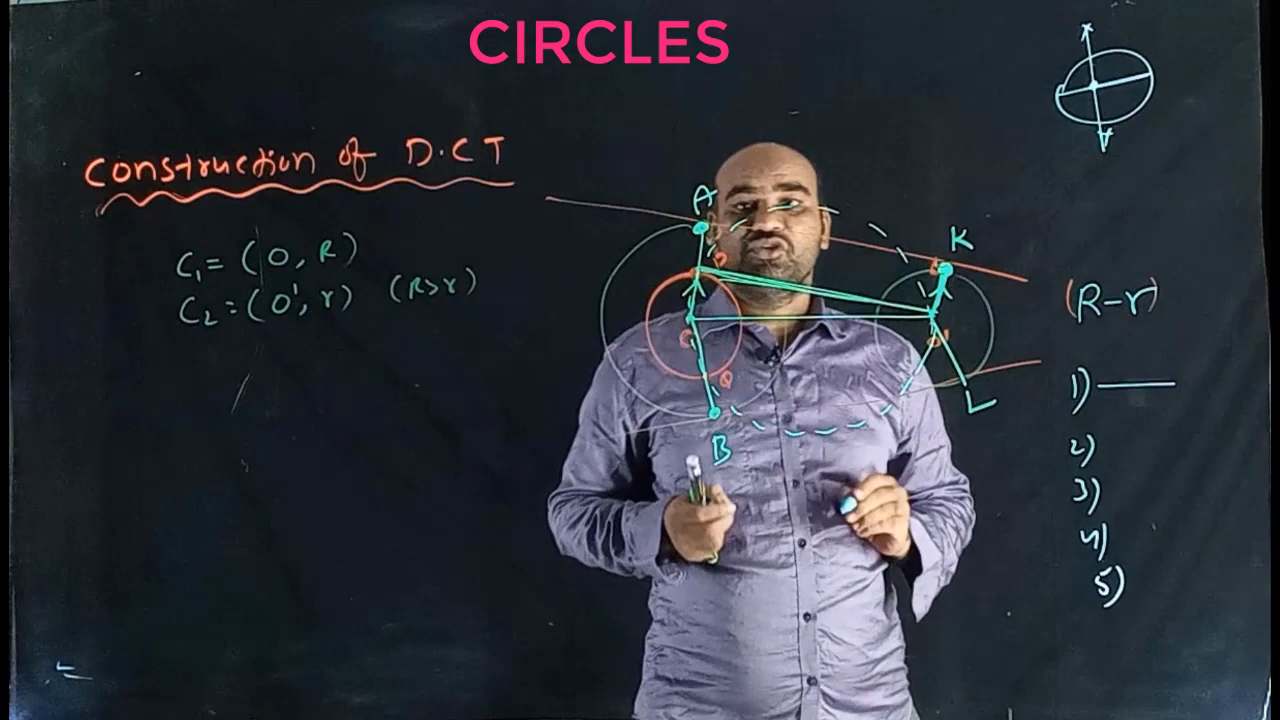 CIRCLES
Construction of D.C.T
C₁ = (O, R)
C₂ = (O', r) (R>r)
A
P
K
O
O'
Q
B
L
(R-r)
1)
2)
3)
4)
5)